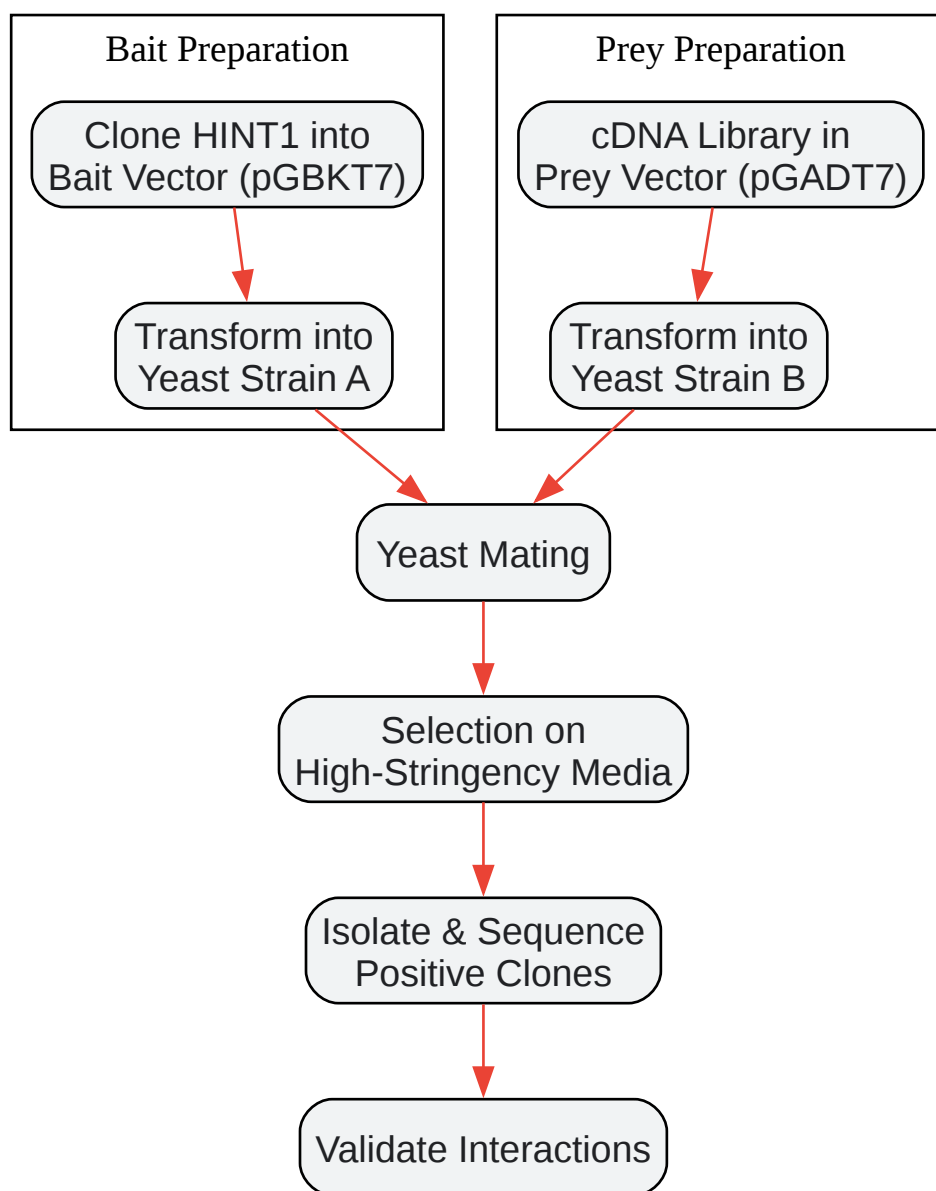 Bait Preparation
Clone HINT1 into
Bait Vector (pGBKT7)
Transform into
Yeast Strain A
Prey Preparation
cDNA Library in
Prey Vector (pGADT7)
Transform into
Yeast Strain B
Yeast Mating
Selection on
High-Stringency Media
Isolate & Sequence
Positive Clones
Validate Interactions